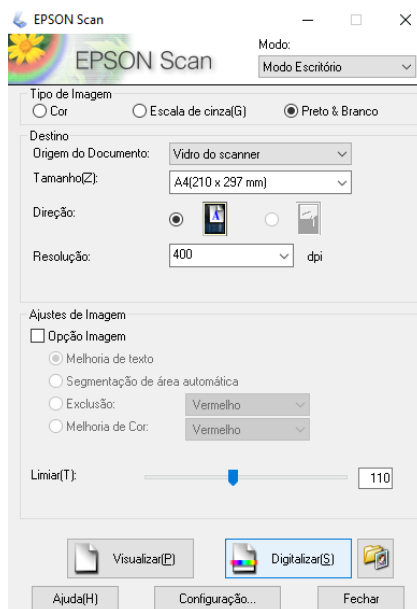 EPSON Scan
EPSON Scan
Modo:
Modo Escritório
Tipo de Imagem
Cor
Escala de cinza(G)
Preto & Branco
Destino
Origem do Documento:
Vidro do scanner
Tamanho(Z):
A4(210 x 297 mm)
Direção:
Resolução:
400
dpi
Ajustes de Imagem
Opção Imagem
Melhoria de texto
Segmentação de área automática
Exclusão:
Vermelho
Melhoria de Cor:
Vermelho
Limiar(T):
110
Visualizar(P)
Digitalizar(S)
Ajuda(H)
Configuração...
Fechar